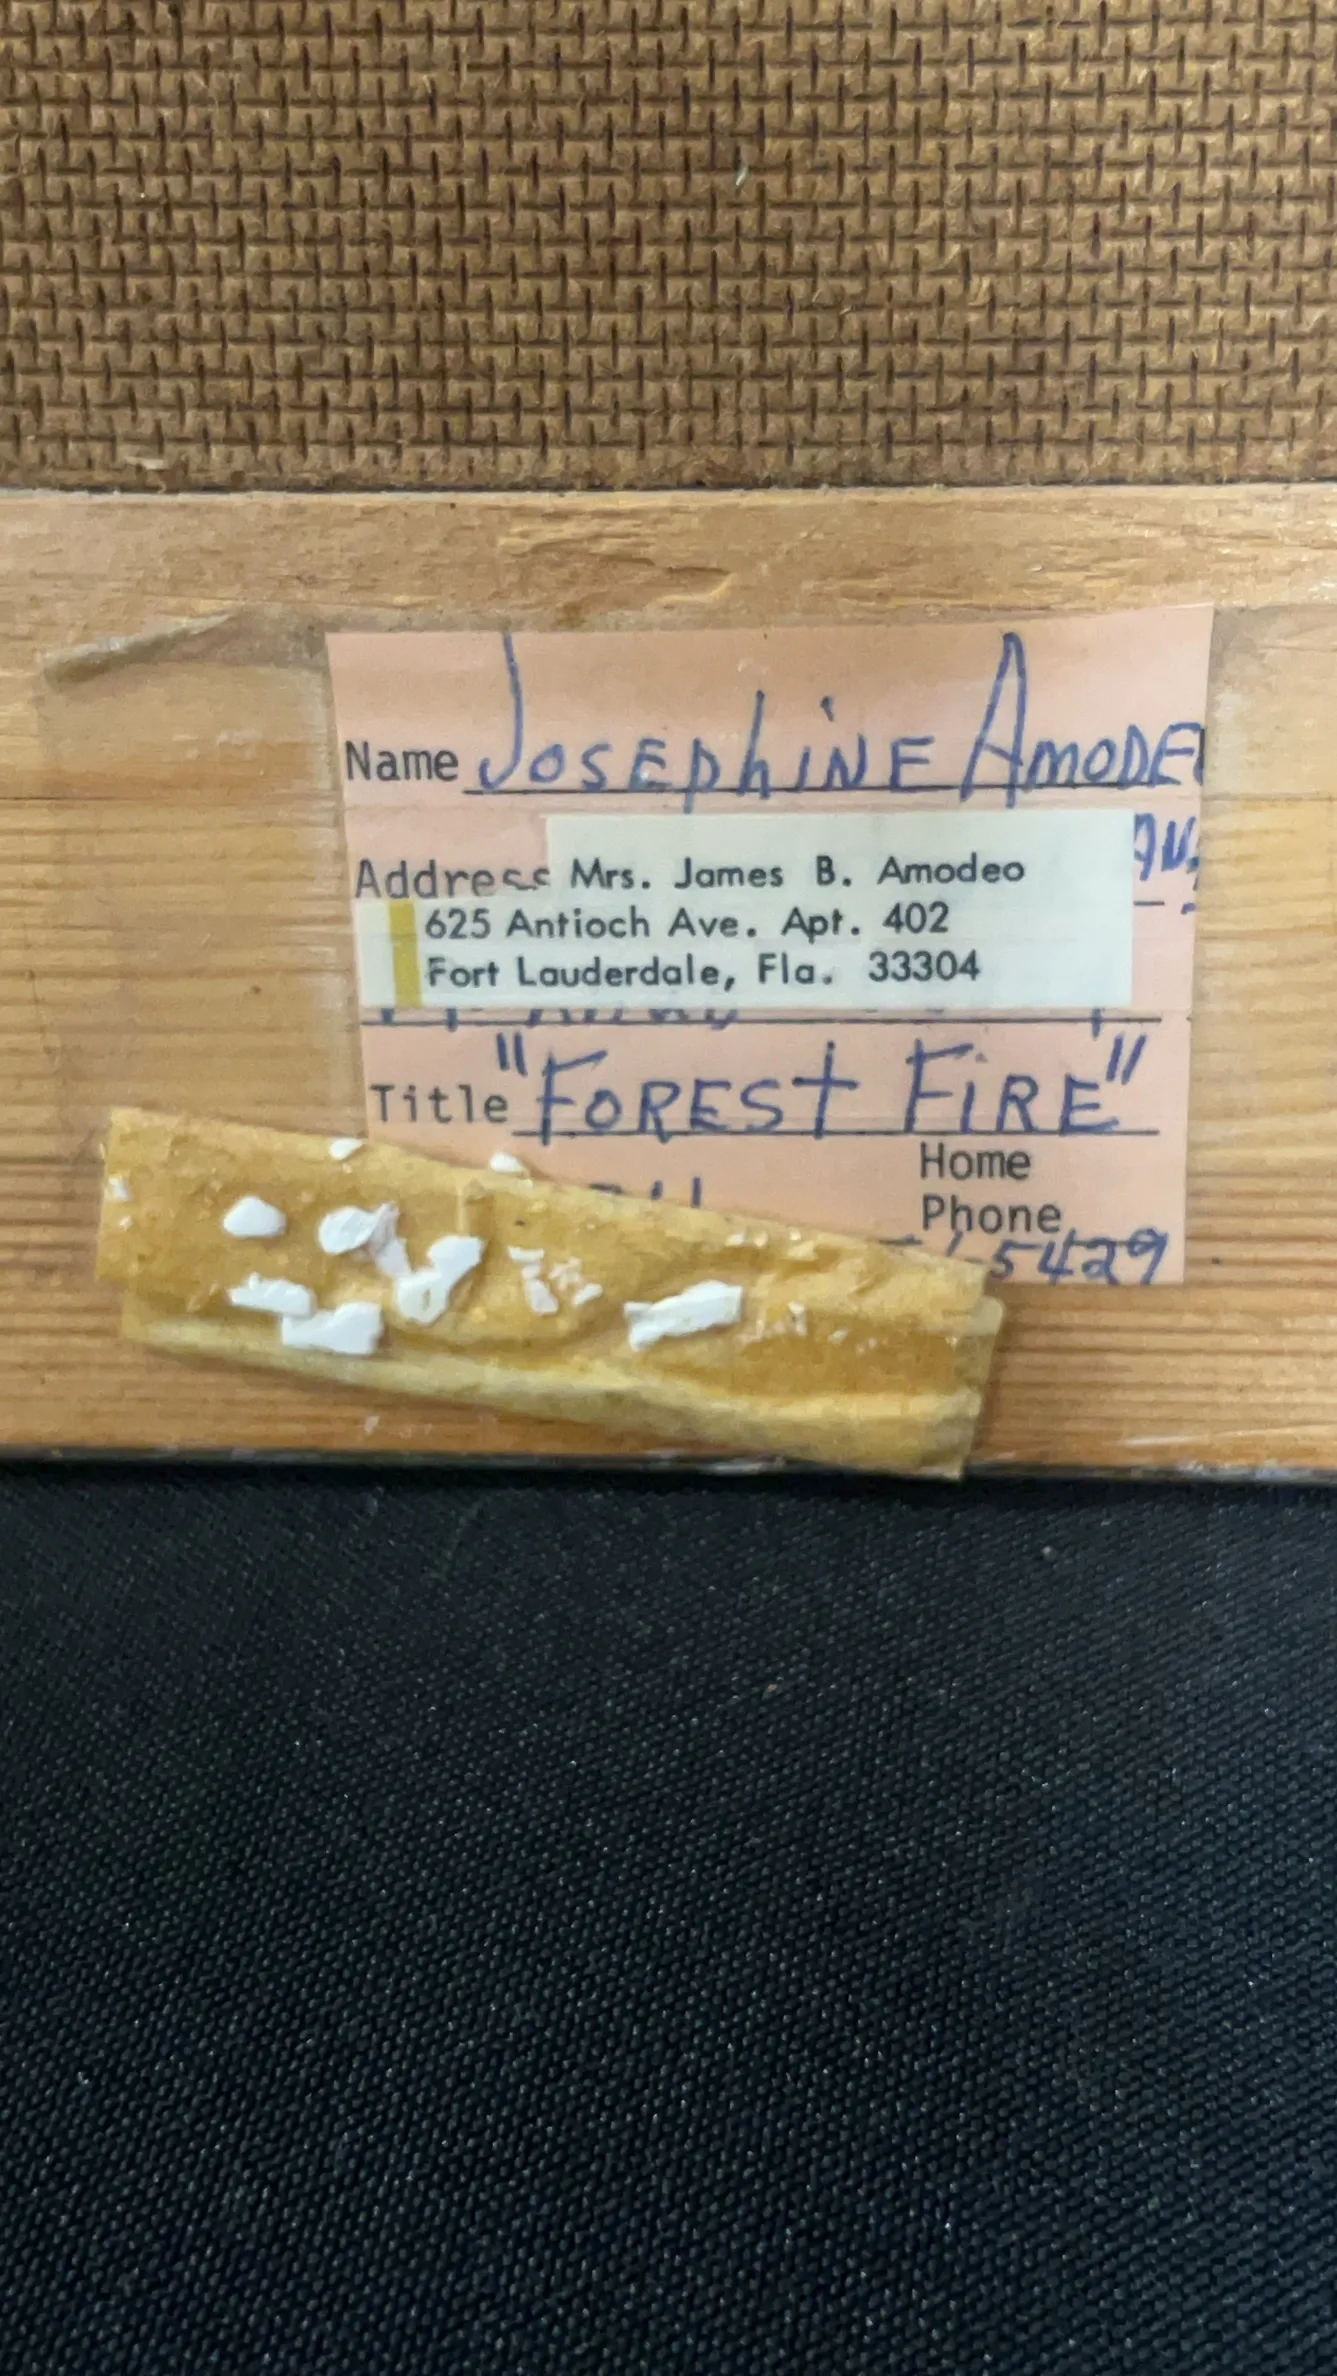 Name JOSEPhiNE AMODE
Address Mrs. James B. Amodeo
625 Antioch Ave. Apt. 402
Fort Lauderdale, Fla. 33304
Title "FOREST FiRE"
Home
Phone
5429